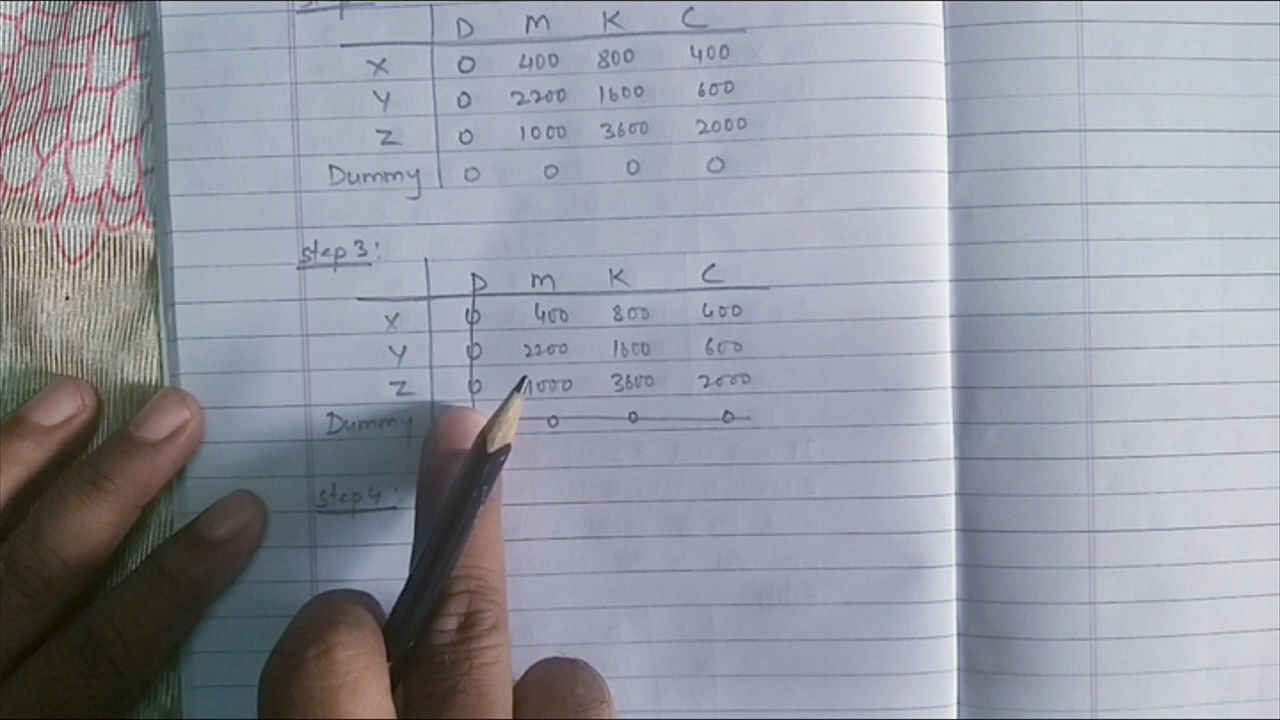 D M K C
X 0 400 800 400
Y 0 2200 1600 600
Z 0 1000 3600 2000
Dummy 0 0 0 0
step 3:
D M K C
X 0 400 800 400
Y 0 2200 1600 600
Z 0 1000 3600 2000
Dummy 0 0 0
step 4: